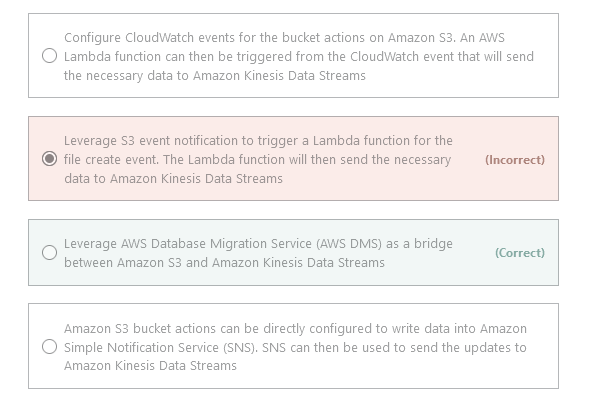 Configure CloudWatch events for the bucket actions on Amazon S3. An AWS
Lambda function can then be triggered from the CloudWatch event that will send
the necessary data to Amazon Kinesis Data Streams
Leverage S3 event notification to trigger a Lambda function for the
file create event. The Lambda function will then send the necessary
data to Amazon Kinesis Data Streams
(Incorrect)
Leverage AWS Database Migration Service (AWS DMS) as a bridge
between Amazon S3 and Amazon Kinesis Data Streams
(Correct)
Amazon S3 bucket actions can be directly configured to write data into Amazon
Simple Notification Service (SNS). SNS can then be used to send the updates to
Amazon Kinesis Data Streams